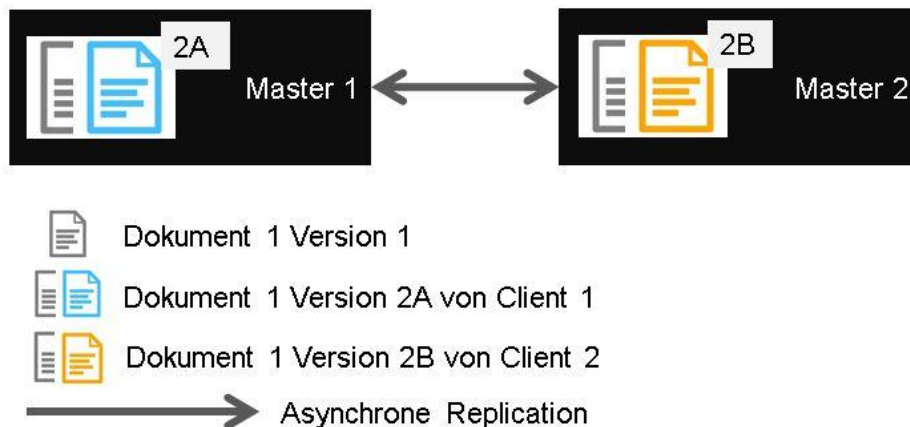 2A
Master 1
2B
Master 2
Dokument 1 Version 1
Dokument 1 Version 2A von Client 1
Dokument 1 Version 2B von Client 2
Asynchrone Replication